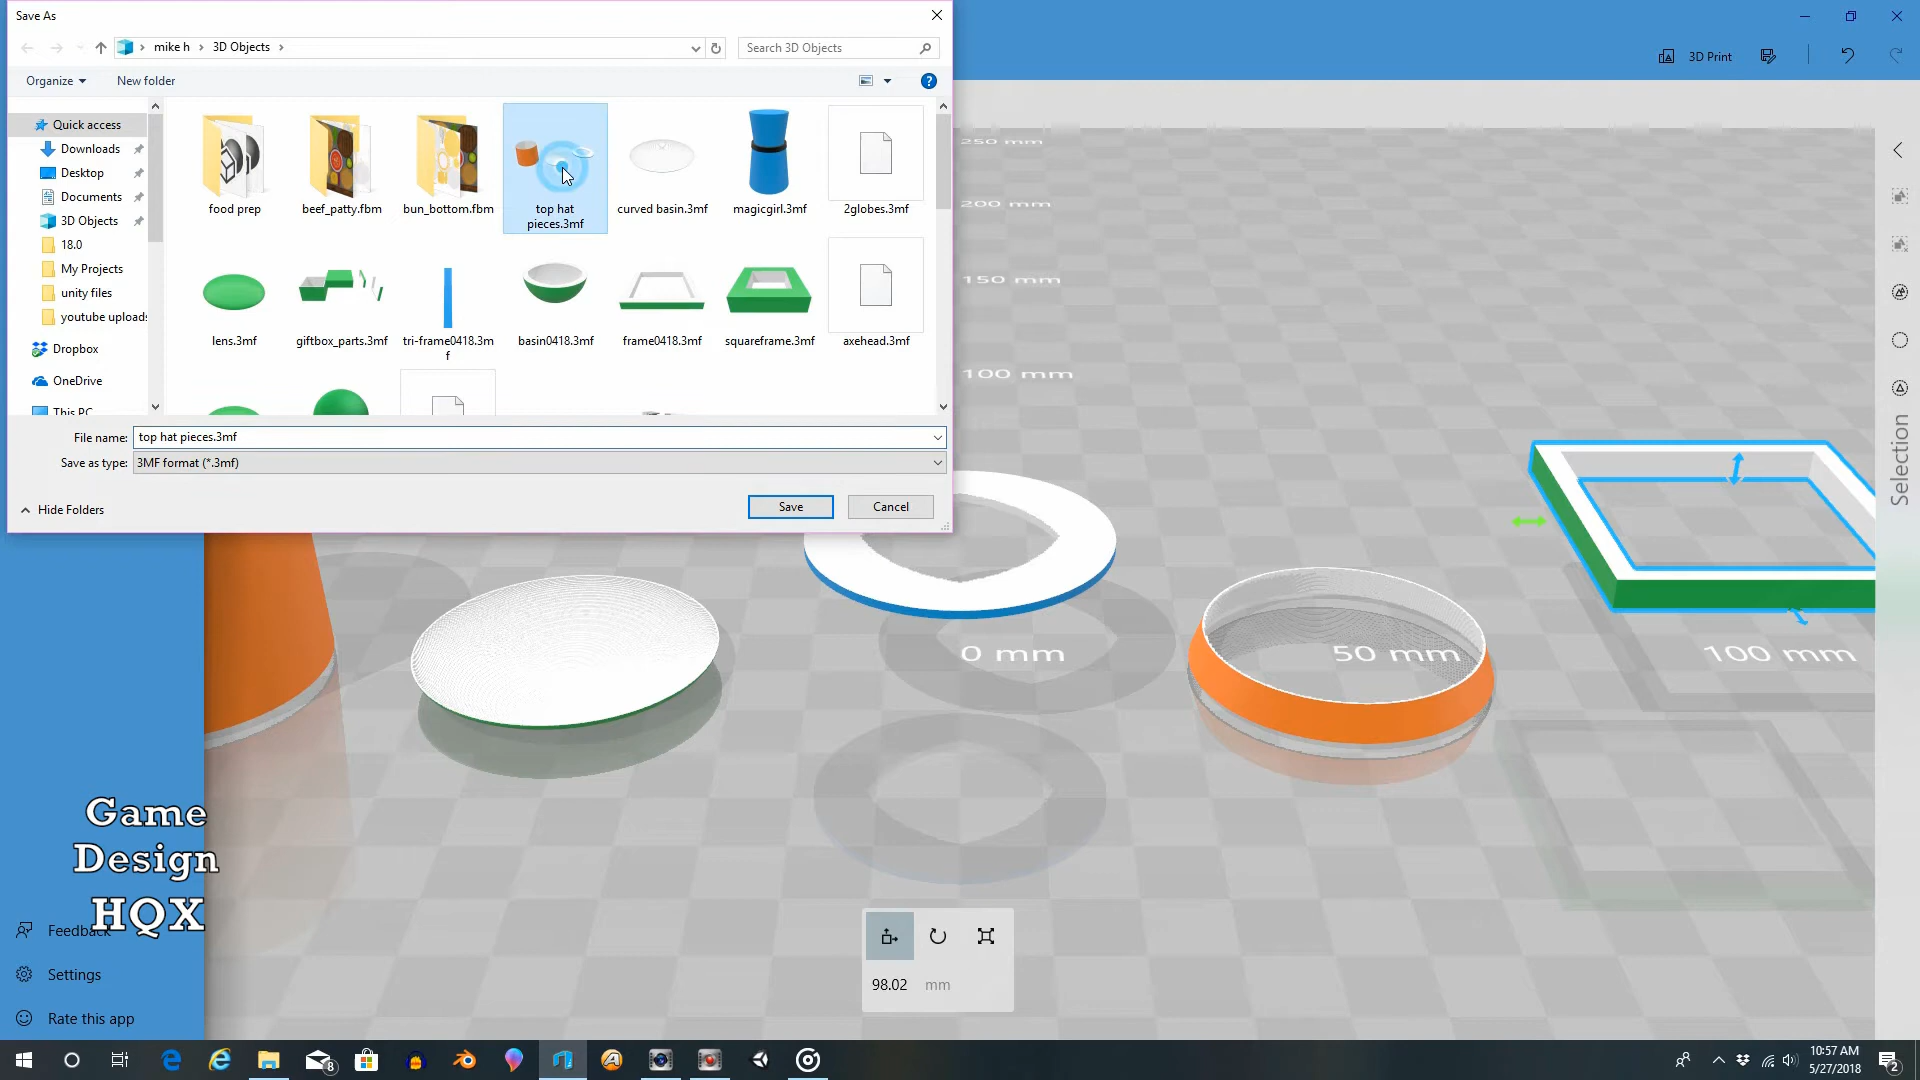 Save As
mike h
3D Objects
Search 3D Objects
Organize
New folder
Quick access
Downloads
Desktop
Documents
3D Objects
18.0
My Projects
unity files
youtube uploads
Dropbox
OneDrive
This PC
food prep
beef_patty.fbm
bun_bottom.fbm
top hat
pieces.3mf
curved basin.3mf
magicgirl.3mf
2globes.3mf
lens.3mf
giftbox_parts.3mf
tri-frame0418.3m
f
basin0418.3mf
frame0418.3mf
squareframe.3mf
axehead.3mf
File name:
top hat pieces.3mf
Save as type:
3MF format (*.3mf)
Hide Folders
Save
Cancel
3D Print
250 mm
200 mm
150 mm
100 mm
0 mm
50 mm
100 mm
Selection
Game
Design
HQX
Feedback
Settings
Rate this app
98.02 mm
8
10:57 AM
5/27/2018
2